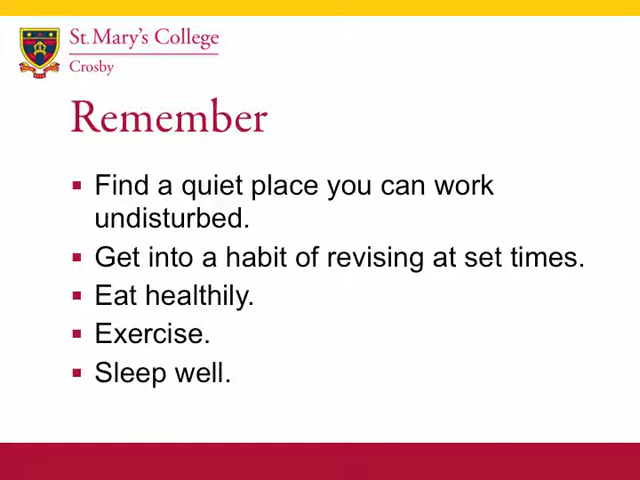 St. Mary's College
Crosby
Remember
Find a quiet place you can work
undisturbed.
Get into a habit of revising at set times.
Eat healthily.
Exercise.
Sleep well.